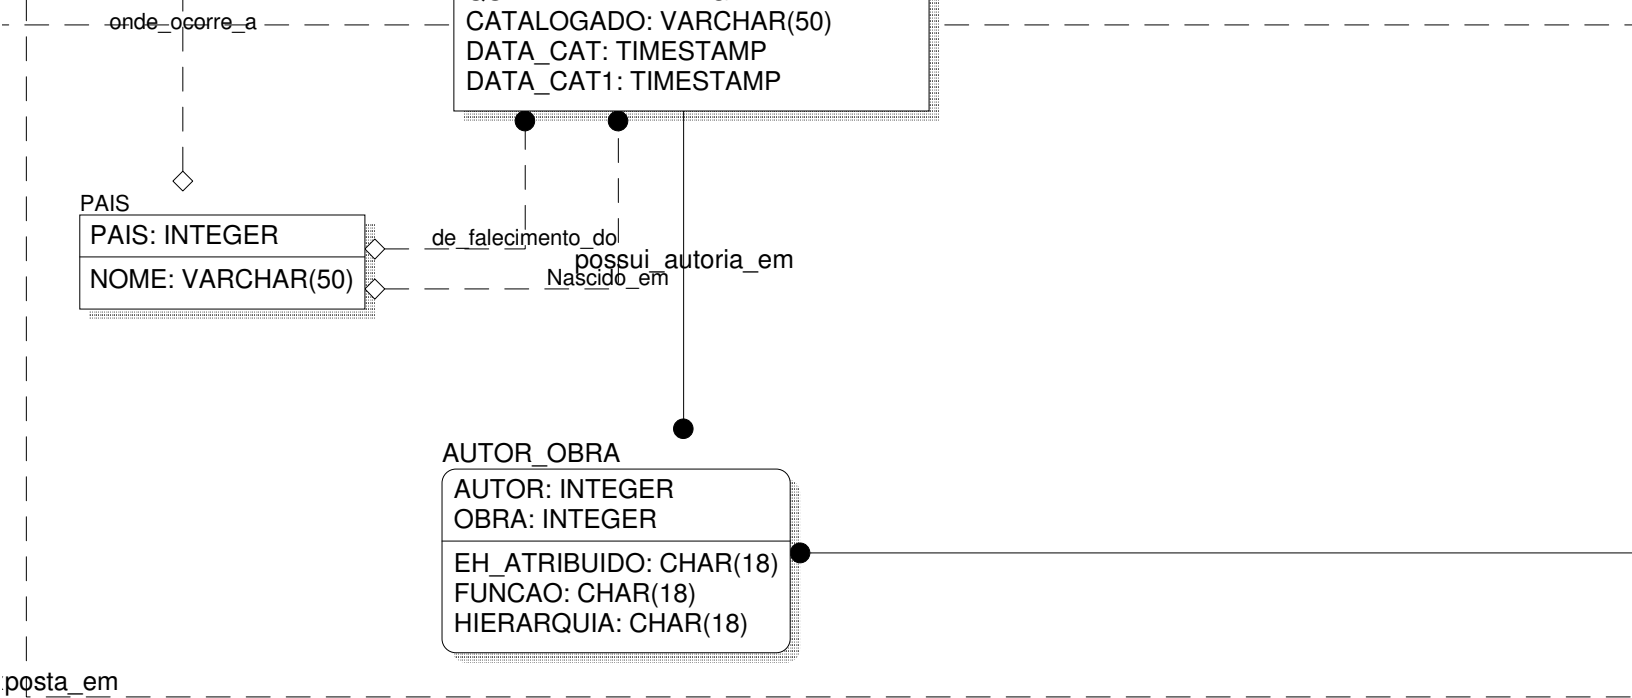 onde_ocorre_a
CATALOGADO: VARCHAR(50)
DATA_CAT: TIMESTAMP
DATA_CAT1: TIMESTAMP
PAIS
PAIS: INTEGER
NOME: VARCHAR(50)
de_falecimento_do
possui_autoria_em
Nascido_em
AUTOR_OBRA
AUTOR: INTEGER
OBRA: INTEGER
EH_ATRIBUIDO: CHAR(18)
FUNCAO: CHAR(18)
HIERARQUIA: CHAR(18)
posta_em